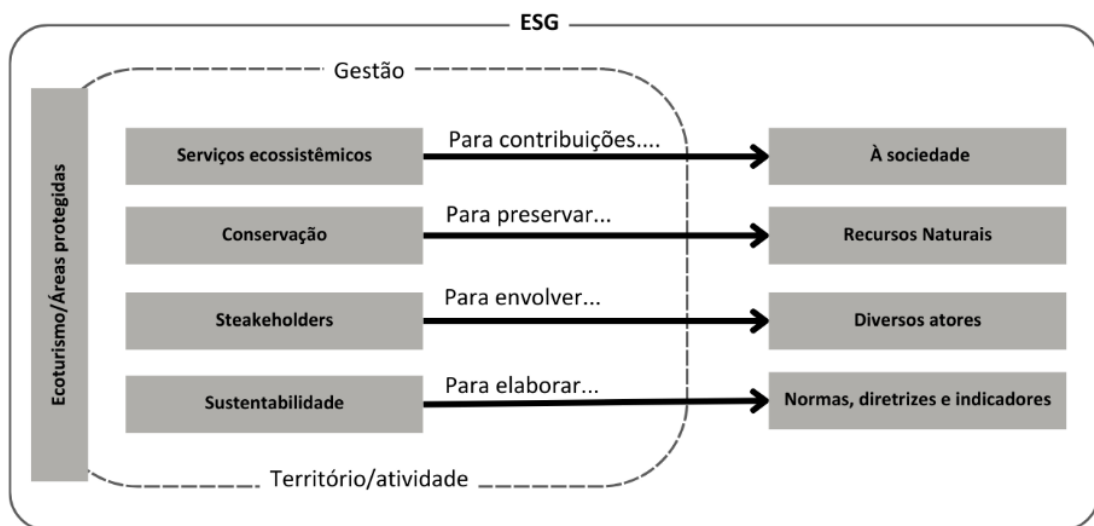 ESG
Gestão
Ecoturismo/Áreas protegidas
Serviços ecossistêmicos
Para contribuições....
À sociedade
Conservação
Para preservar...
Recursos Naturais
Steakholders
Para envolver...
Diversos atores
Sustentabilidade
Para elaborar...
Normas, diretrizes e indicadores
Território/atividade